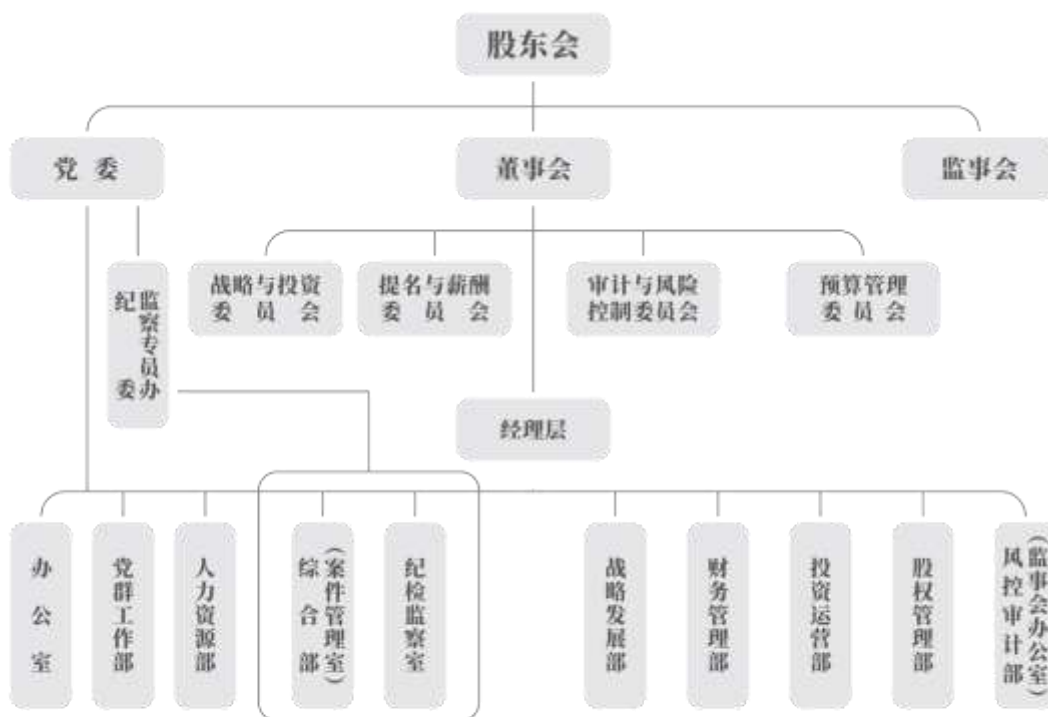 股东会
党委
董事会
监事会
纪委
监察专员办
战略与投资
委员会
提名与薪酬
委员会
审计与风险
控制委员会
预算管理
委员会
经理层
办公室
党群工作部
人力资源部
综合部
（案件管理室）
纪检监察室
战略发展部
财务管理部
投资运营部
股权管理部
风控审计部
（监事会办公室）